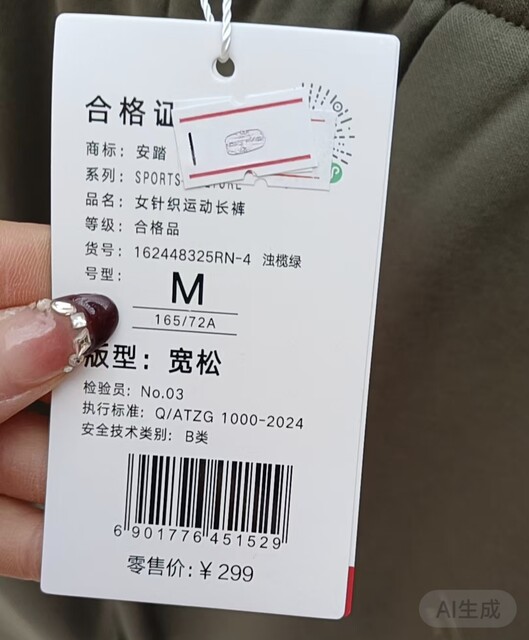 合格证
商标：安踏
系列：SPORTS
品名：女针织运动长裤
等级：合格品
货号：162448325RN-4 浊榄绿
号型：
M
165/72A
版型：宽松
检验员：No.03
执行标准：Q/ATZG 1000-2024
安全技术类别：B类
6 901776 451529
零售价：￥299
AI生成